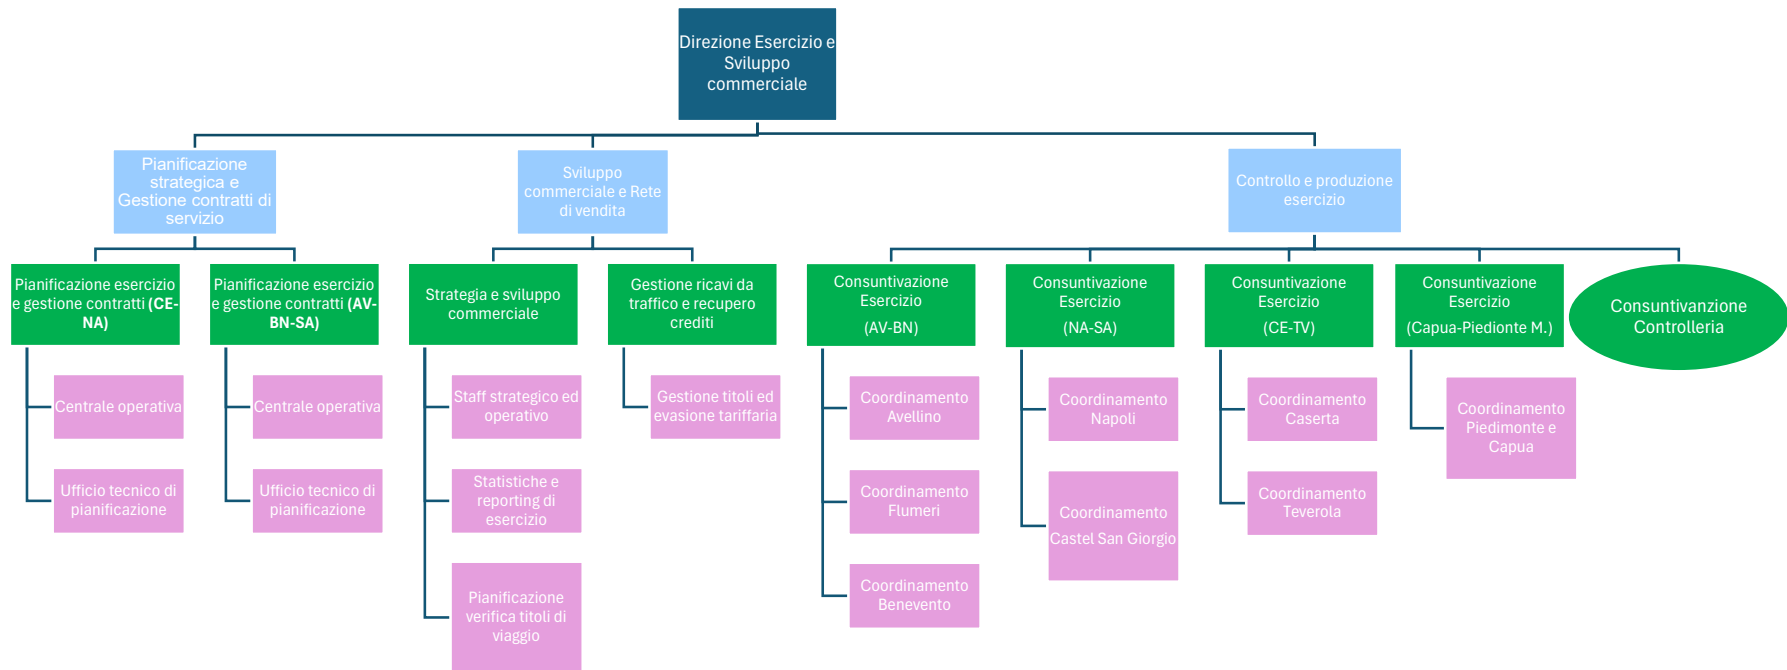 Direzione Esercizio e
Sviluppo
commerciale
Pianificazione
strategica e
Gestione contratti di
servizio
Sviluppo
commerciale e Rete
di vendita
Controllo e produzione
esercizio
Pianificazione esercizio
e gestione contratti (CE-
NA)
Pianificazione esercizio
e gestione contratti (AV-
BN-SA)
Strategia e sviluppo
commerciale
Gestione ricavi da
traffico e recupero
crediti
Consuntivazione
Esercizio
(AV-BN)
Consuntivazione
Esercizio
(NA-SA)
Consuntivazione
Esercizio
(CE-TV)
Consuntivazione
Esercizio
(Capua-Piedionte M.)
Consuntivanzione
Controlleria
Centrale operativa
Ufficio tecnico di
pianificazione
Centrale operativa
Ufficio tecnico di
pianificazione
Staff strategico ed
operativo
Statistiche e
reporting di
esercizio
Pianificazione
verifica titoli di
viaggio
Gestione titoli ed
evasione tariffaria
Coordinamento
Avellino
Coordinamento
Flumeri
Coordinamento
Benevento
Coordinamento
Napoli
Coordinamento
Castel San Giorgio
Coordinamento
Caserta
Coordinamento
Teverola
Coordinamento
Piedimonte e
Capua